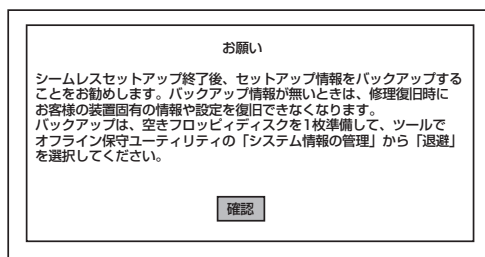 お願い
シームレスセットアップ終了後、セットアップ情報をバックアップする
ことをお勧めします。バックアップ情報が無いときは、修理復旧時に
お客様の装置固有の情報や設定を復旧できなくなります。
バックアップは、空きフロッピィディスクを1枚準備して、ツールで
オフライン保守ユーティリティの「システム情報の管理」から「退避」
を選択してください。
確認